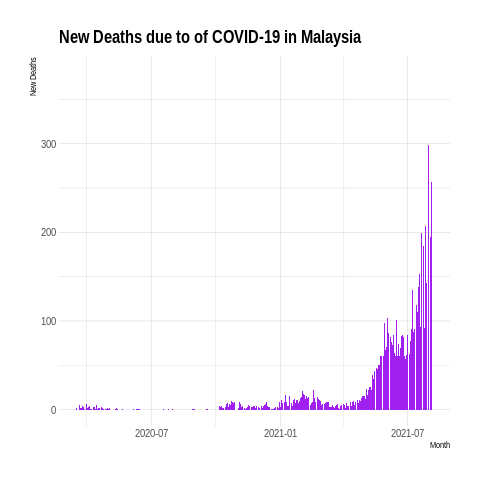 New Deaths due to of COVID-19 in Malaysia
New Deaths
300
200
100
0
2020-07
2021-01
2021-07
Month